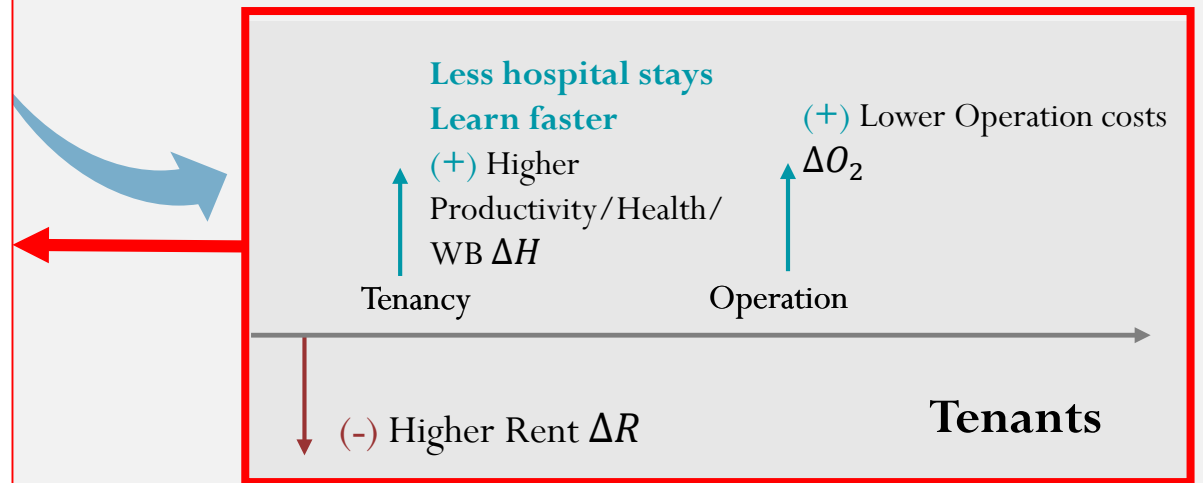 Less hospital stays
Learn faster
(+) Higher
Productivity/Health/
WB ΔH
(+) Lower Operation costs
ΔO₂
Tenancy
Operation
(-) Higher Rent ΔR
Tenants